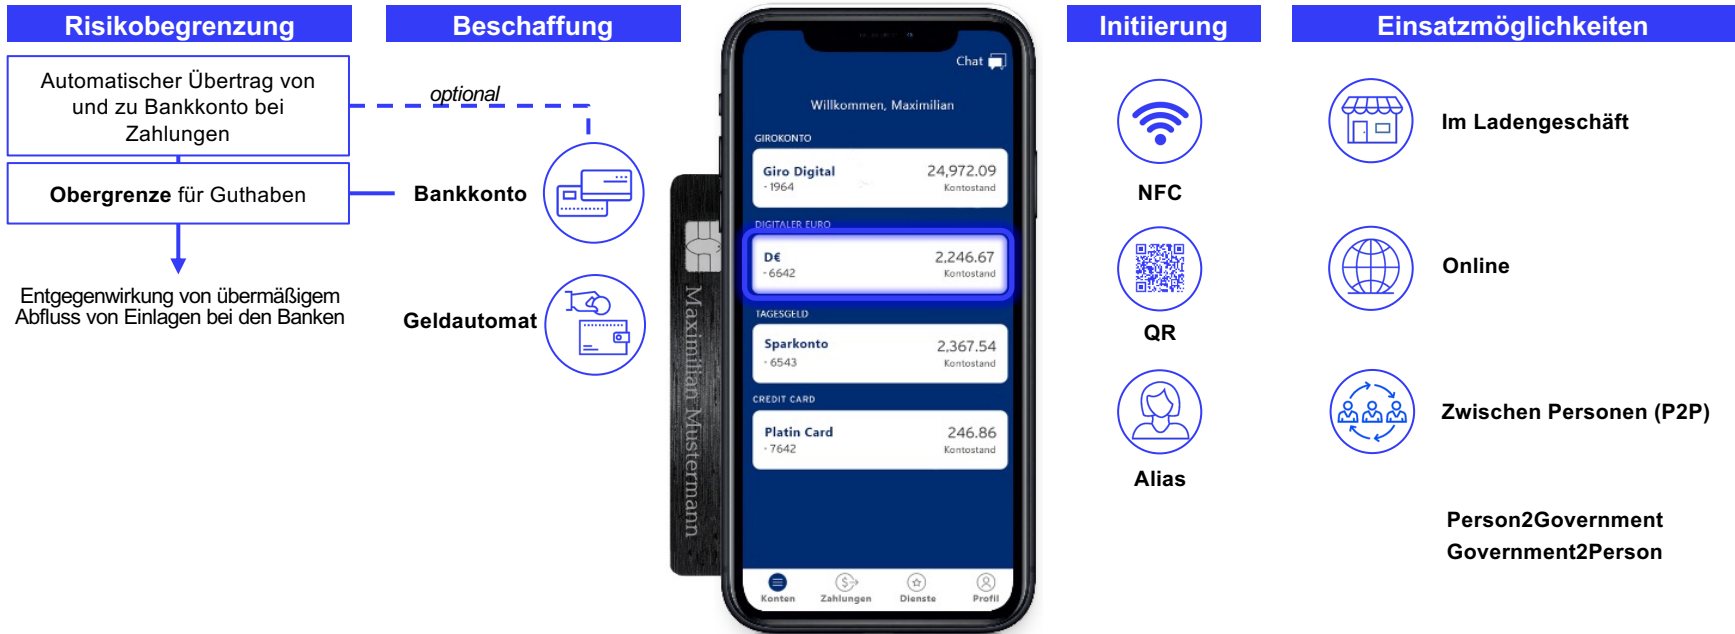 Risikobegrenzung
Automatischer Übertrag von
und zu Bankkonto bei
Zahlungen
Obergrenze für Guthaben
Entgegenwirkung von übermäßigem
Abfluss von Einlagen bei den Banken
Beschaffung
optional
Bankkonto
Geldautomat
Maximilian Mustermann
Chat
Willkommen, Maximilian
GIROKONTO
Giro Digital 24,972.09
- 1964 Kontostand
DIGITALER EURO
D€ 2,246.67
- 6642 Kontostand
TAGESGELD
Sparkonto 2,367.54
- 6543 Kontostand
CREDIT CARD
Platin Card 246.86
- 7642 Kontostand
Konten Zahlungen Dienste Profil
Initiierung
NFC
QR
Alias
Einsatzmöglichkeiten
Im Ladengeschäft
Online
Zwischen Personen (P2P)
Person2Government
Government2Person